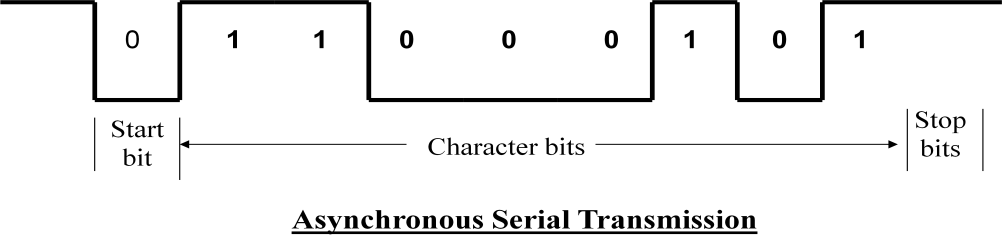 0 1 1 0 0 0 1 0 1
Start
bit
Character bits
Stop
bits
Asynchronous Serial Transmission